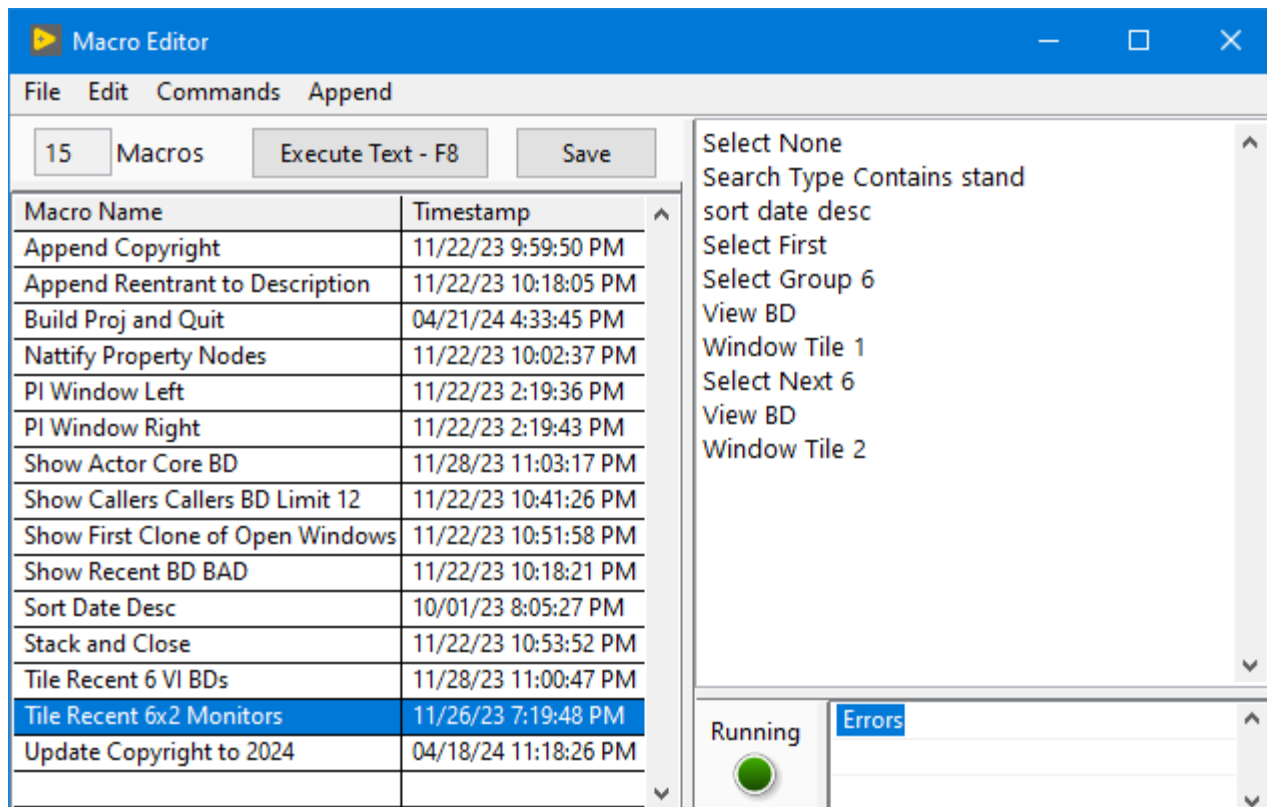 Macro Editor
File Edit Commands Append
15 Macros Execute Text - F8 Save
Macro Name Timestamp
Append Copyright 11/22/23 9:59:50 PM
Append Reentrant to Description 11/22/23 10:18:05 PM
Build Proj and Quit 04/21/24 4:33:45 PM
Nattify Property Nodes 11/22/23 10:02:37 PM
PI Window Left 11/22/23 2:19:36 PM
PI Window Right 11/22/23 2:19:43 PM
Show Actor Core BD 11/28/23 11:03:17 PM
Show Callers Callers BD Limit 12 11/22/23 10:41:26 PM
Show First Clone of Open Windows 11/22/23 10:51:58 PM
Show Recent BD BAD 11/22/23 10:18:21 PM
Sort Date Desc 10/01/23 8:05:27 PM
Stack and Close 11/22/23 10:53:52 PM
Tile Recent 6 VI BDs 11/28/23 11:00:47 PM
Tile Recent 6x2 Monitors 11/26/23 7:19:48 PM
Update Copyright to 2024 04/18/24 11:18:26 PM
Select None
Search Type Contains stand
sort date desc
Select First
Select Group 6
View BD
Window Tile 1
Select Next 6
View BD
Window Tile 2
Running
Errors